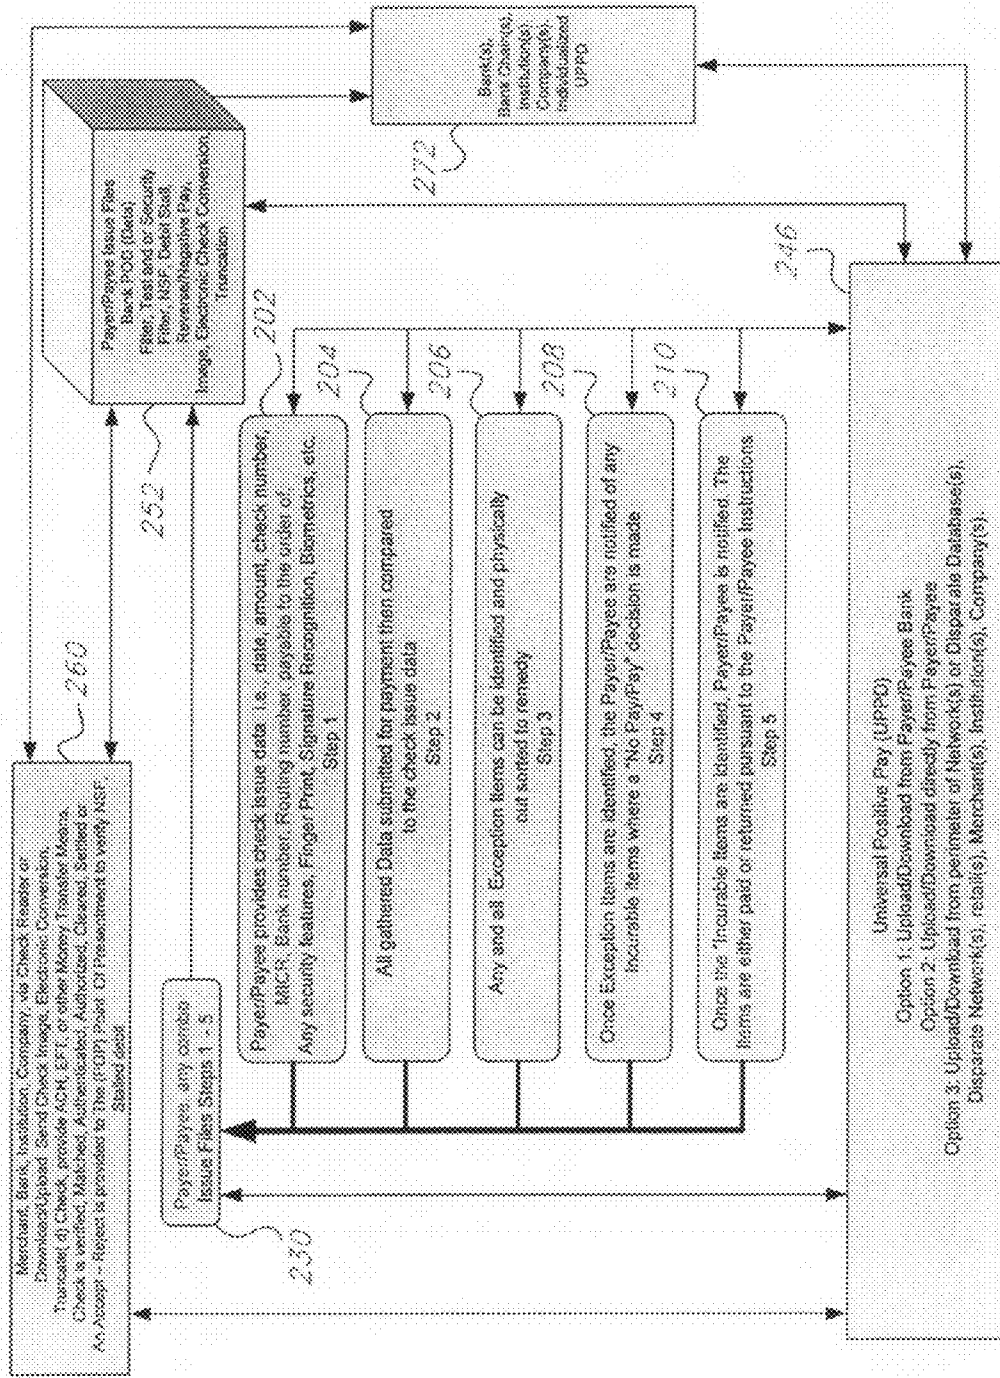 Merchant, Bank, Institution, Company, via Check Reader or
Download/Upload Send Check Image, Electronic Conversion,
Truncate( d) Check, provide ACH, EFT, or other Money Transfer Means,
Check is verified, Matched, Authenticated, Authorized, Cleared, Settled or
An Accept - Reject is provided to The (POP) Point Of Presentment to verify NSF,
Stalled debit
260
Payer/Payee any combo
Issue Files Steps 1 - 5
230
Payer/Payee Issue Files
Bank (Data)
Filter, Test and or Security
Filter, NSF, Debit Stall
Reverse/Negative Pay,
Image, Electronic Check Conversion,
Truncation
252
Payer/Payee provides check issue data i.e. date, amount, check number,
MICR, Bank number, Routing number, payable to the order of
Any security features, Finger Print, Signature Recognition, Biometrics, etc.
Step 1
202
All gathered Data submitted for payment then compared
to the check issue data
Step 2
204
Any and all Exception Items can be identified and physically
out sorted to remedy
Step 3
206
Once Exception items are identified, the Payer/Payee are notified of any
Incurable Items where a "No Pay/Pay" decision is made
Step 4
208
Once the "Incurable Items are Identified, Payer/Payee is notified. The
Items are either paid or returned pursuant to the Payer/Payee Instructions
Step 5
210
Bank(s),
Bank Chain(s),
Institution(s)
Company(s),
Individualized
UPPD
272
246
Universal Positive Pay (UPPD)
Option 1: Upload/Download from Payer/Payee Bank
Option 2: Upload/Download directly from Payer/Payee
Option 3: Upload/Download from perimeter of Network(s) or Disparate Database(s),
Disparate Network(s), retail(s), Merchant(s), Institution(s), Company(s).